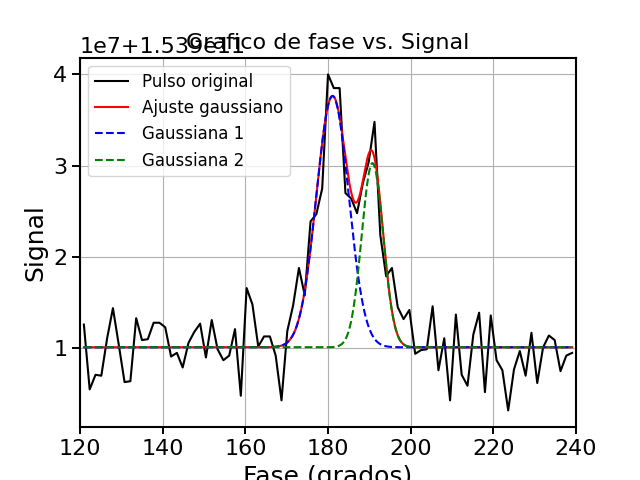 1e7+1.539e11
Grafico de fase vs. Signal
Pulso original
Ajuste gaussiano
Gaussiana 1
Gaussiana 2
4
3
2
1
Signal
120 140 160 180 200 220 240
Fase (grados)